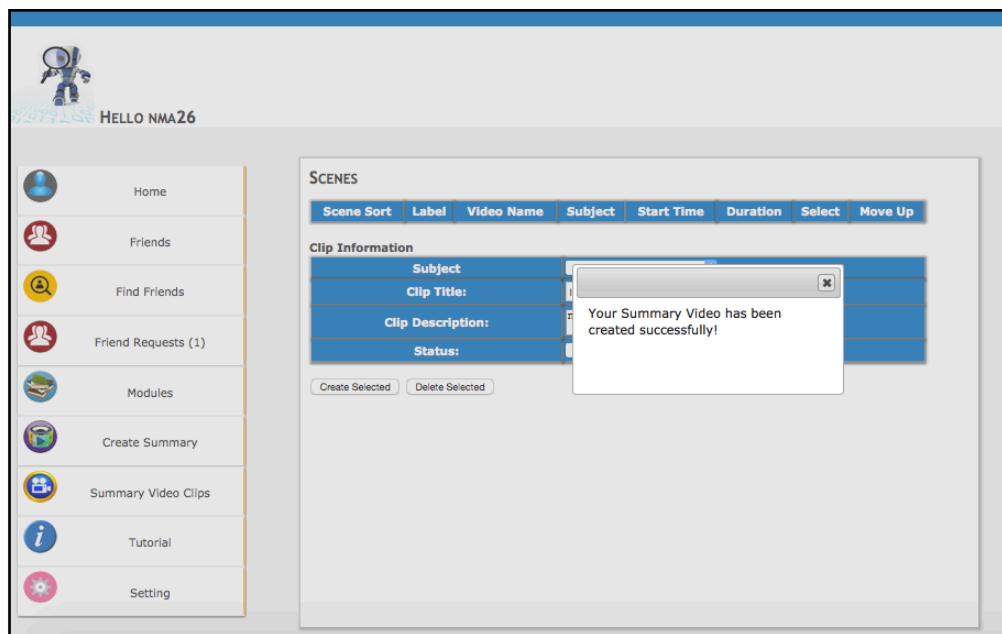 HELLO NMA26
Home
Friends
Find Friends
Friend Requests (1)
Modules
Create Summary
Summary Video Clips
Tutorial
Setting
SCENES
Scene Sort Label Video Name Subject Start Time Duration Select Move Up
Clip Information
Subject
Clip Title:
Clip Description:
Status:
Create Selected Delete Selected
Your Summary Video has been
created successfully!